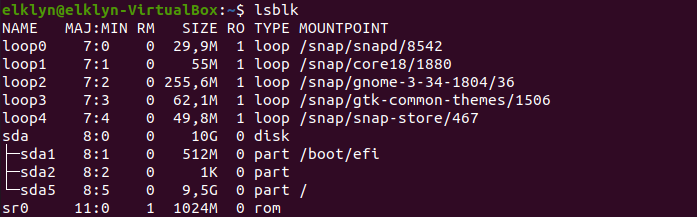 elklyn@elklyn-VirtualBox:~$ lsblk
NAME   MAJ:MIN RM   SIZE RO TYPE MOUNTPOINT
loop0    7:0    0  29,9M  1 loop /snap/snapd/8542
loop1    7:1    0    55M  1 loop /snap/core18/1880
loop2    7:2    0 255,6M  1 loop /snap/gnome-3-34-1804/36
loop3    7:3    0  62,1M  1 loop /snap/gtk-common-themes/1506
loop4    7:4    0  49,8M  1 loop /snap/snap-store/467
sda      8:0    0    10G  0 disk
├─sda1   8:1    0   512M  0 part /boot/efi
├─sda2   8:2    0     1K  0 part
└─sda5   8:5    0   9,5G  0 part /
sr0     11:0    1  1024M  0 rom